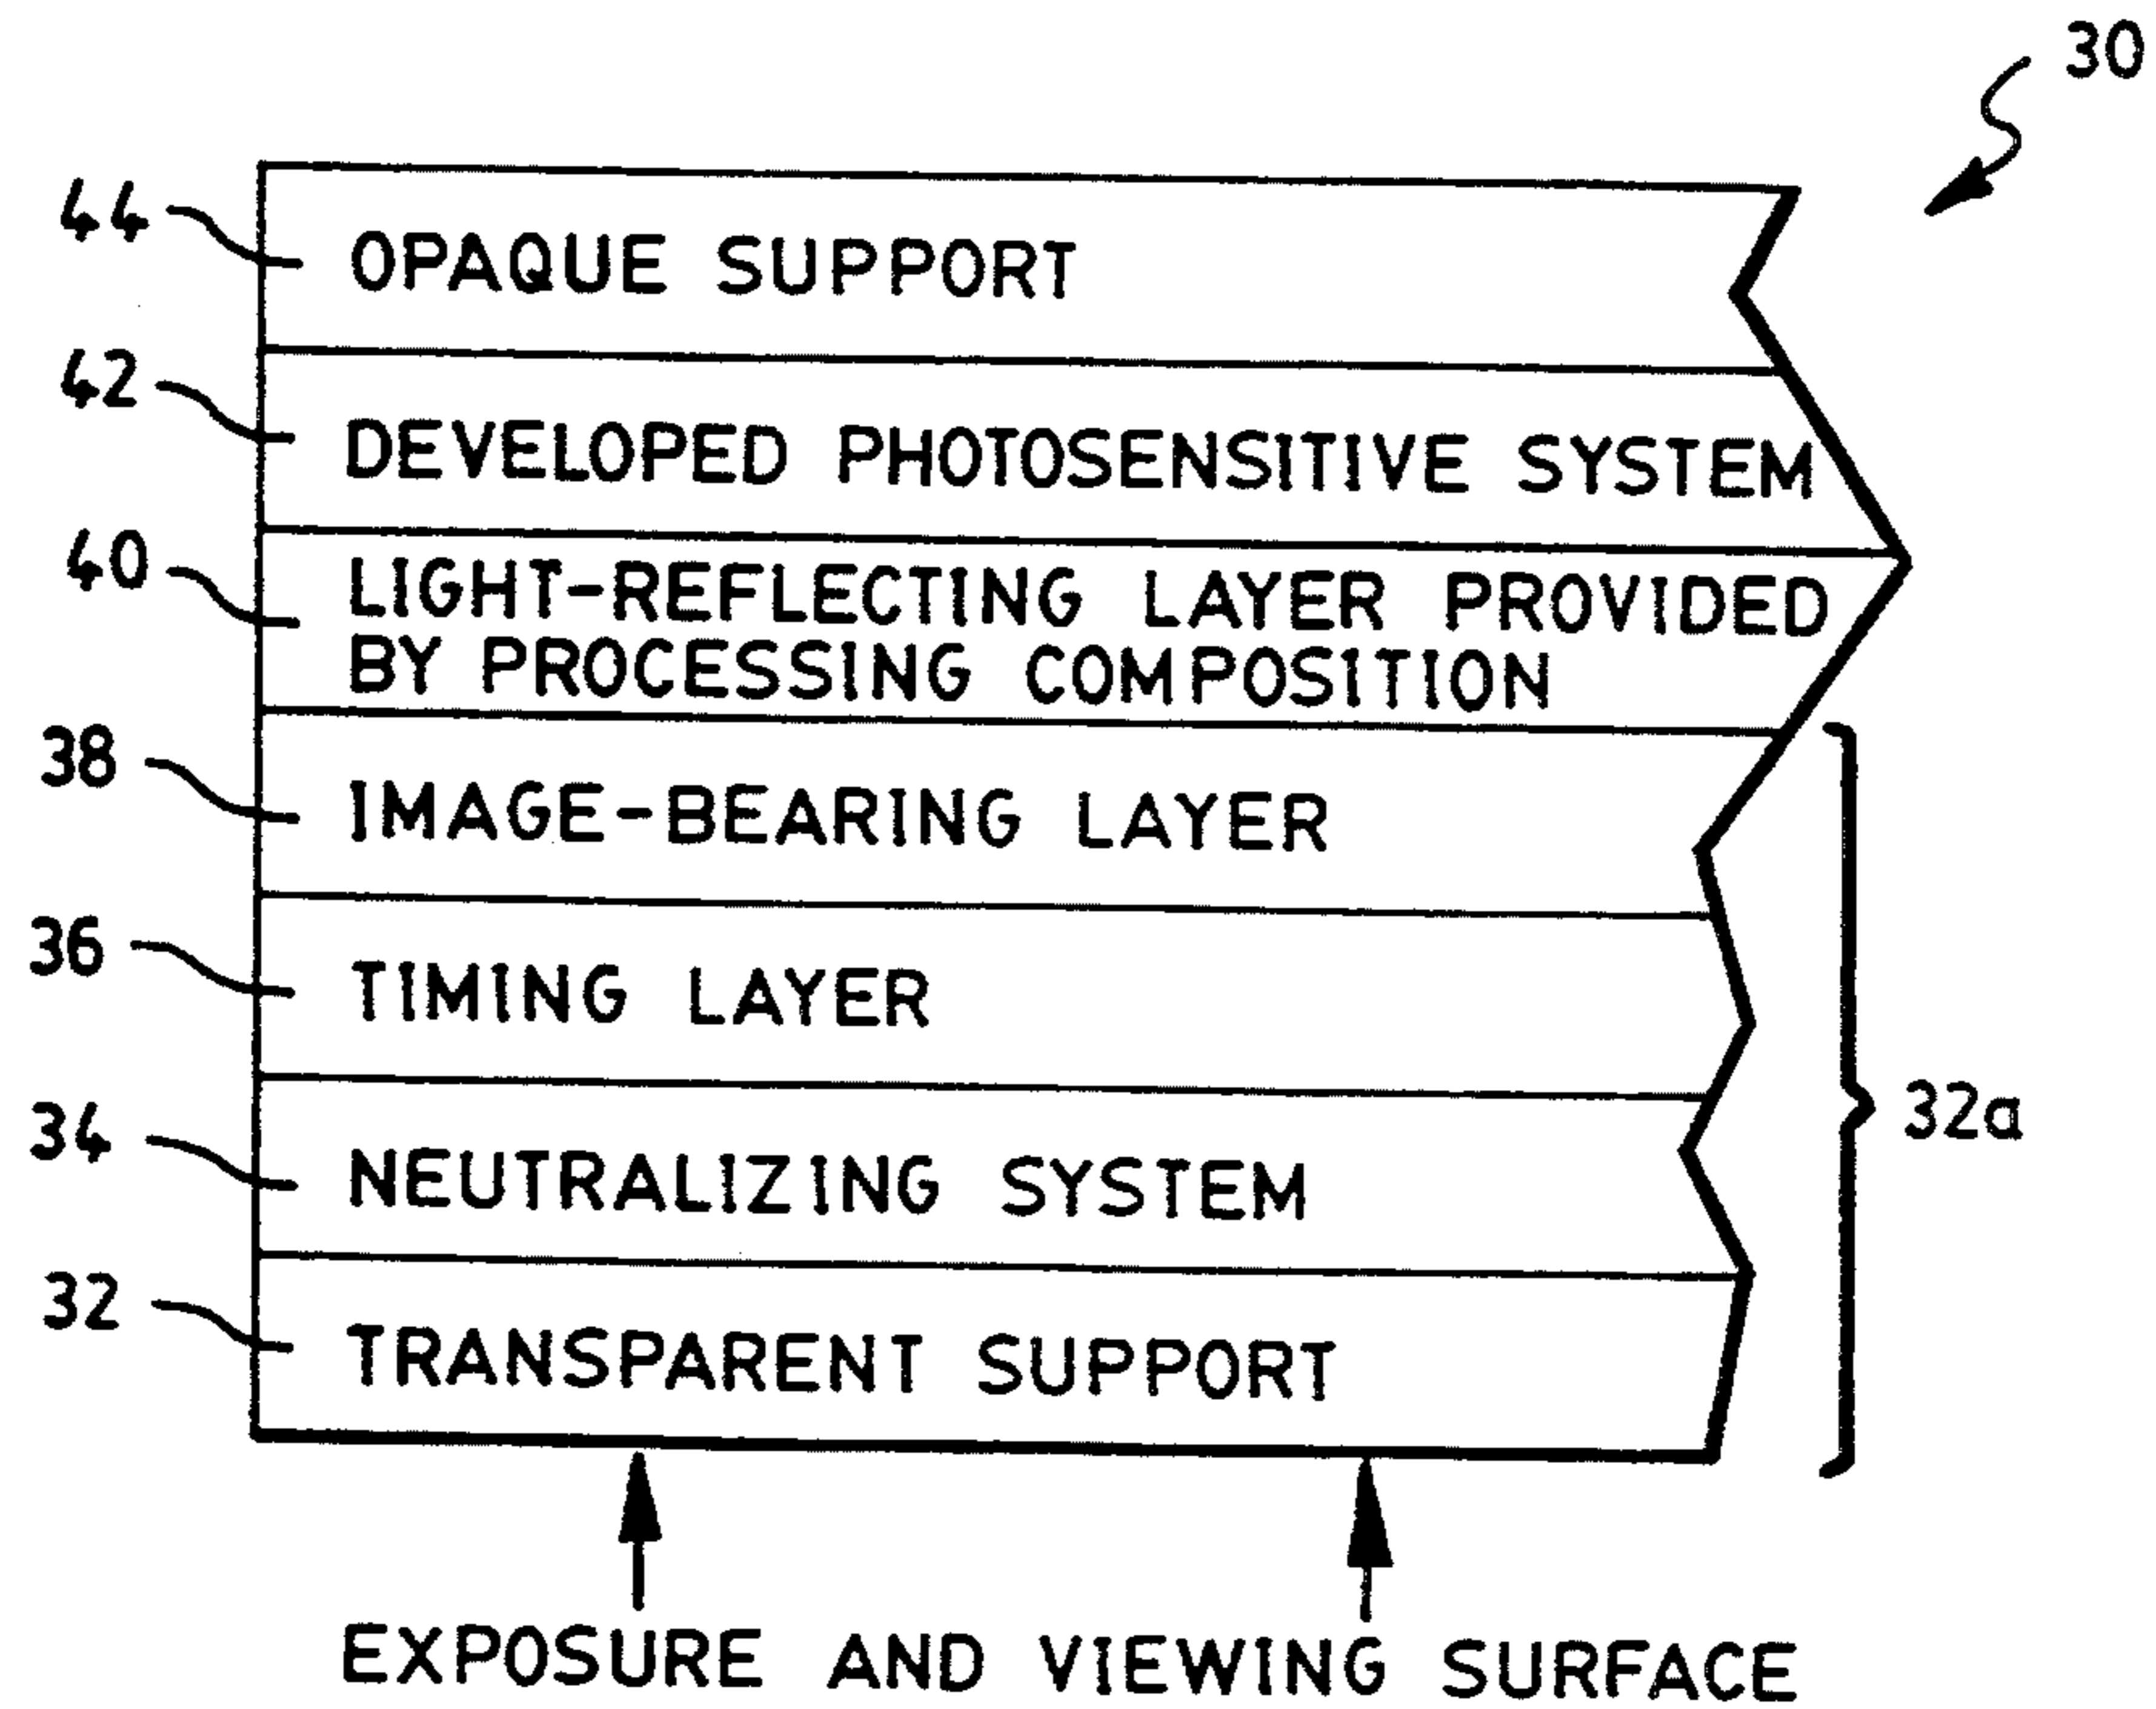 30
44
OPAQUE SUPPORT
42
DEVELOPED PHOTOSENSITIVE SYSTEM
40
LIGHT-REFLECTING LAYER PROVIDED
BY PROCESSING COMPOSITION
38
IMAGE-BEARING LAYER
36
TIMING LAYER
34
NEUTRALIZING SYSTEM
32a
32
TRANSPARENT SUPPORT
EXPOSURE AND VIEWING SURFACE